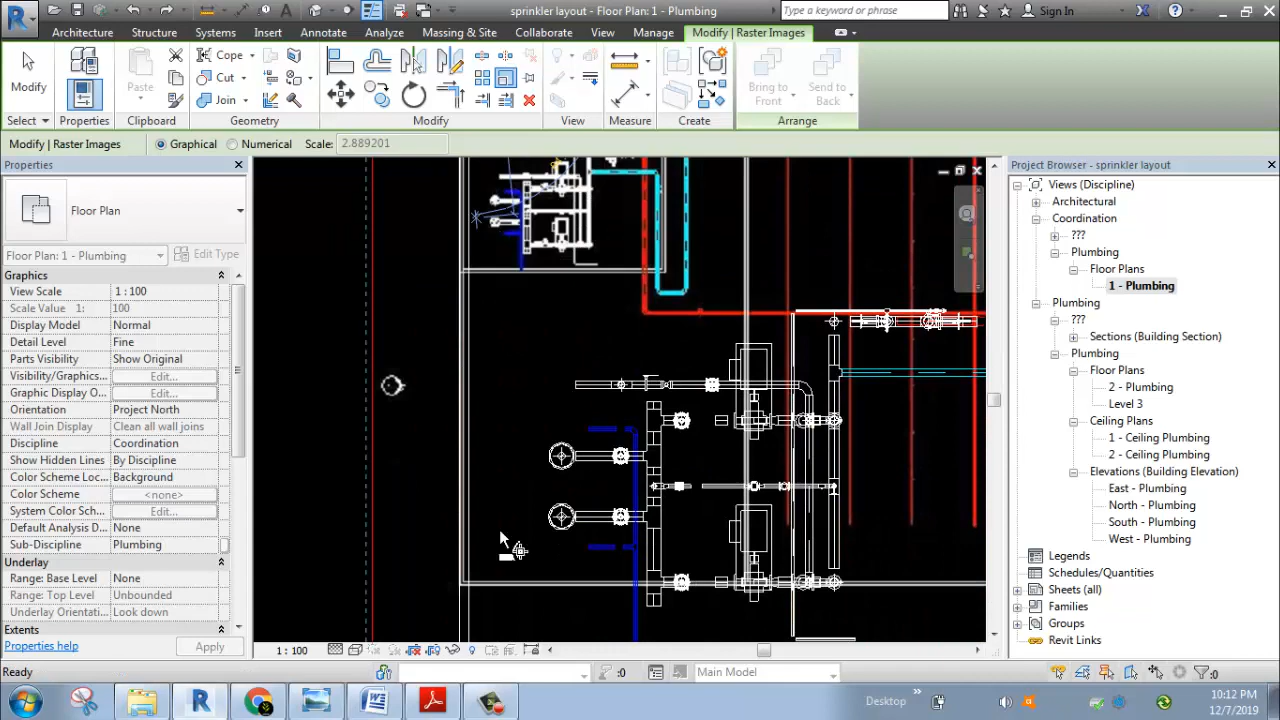 sprinkler layout - Floor Plan: 1 - Plumbing
Type a keyword or phrase
Sign In
Structure
Systems
Insert
Annotate
Analyze
Massing & Site
Collaborate
View
Manage
Modify | Raster Images
Modify
Paste
Cope
Cut
Join
Bring to Front
Send to Back
Select
Properties
Clipboard
Geometry
Modify
View
Measure
Create
Arrange
Modify | Raster Images
Graphical
Numerical
Scale:
2.889201
Properties
Floor Plan
Floor Plan: 1 - Plumbing
Edit Type
Graphics
View Scale 1 : 100
Scale Value 1: 100
Display Model Normal
Detail Level Fine
Parts Visibility Show Original
Visibility/Graphics... Edit...
Graphic Display O... Edit...
Orientation Project North
Wall Join Display Clean all wall joins
Discipline Coordination
Show Hidden Lines By Discipline
Color Scheme Loc... Background
Color Scheme <none>
System Color Sch... Edit...
Default Analysis D... None
Sub-Discipline Plumbing
Underlay
Range: Base Level None
Range: Top Level Unbounded
Underlay Orientati... Look down
Extents
Properties help
Apply
Project Browser - sprinkler layout
Views (Discipline)
Architectural
Coordination
???
Plumbing
Floor Plans
1 - Plumbing
Plumbing
???
Sections (Building Section)
Plumbing
Floor Plans
2 - Plumbing
Level 3
Ceiling Plans
1 - Ceiling Plumbing
2 - Ceiling Plumbing
Elevations (Building Elevation)
East - Plumbing
North - Plumbing
South - Plumbing
West - Plumbing
Legends
Schedules/Quantities
Sheets (all)
Families
Groups
Revit Links
1 : 100
Ready
:0
Main Model
:0
Desktop
10:12 PM
12/7/2019